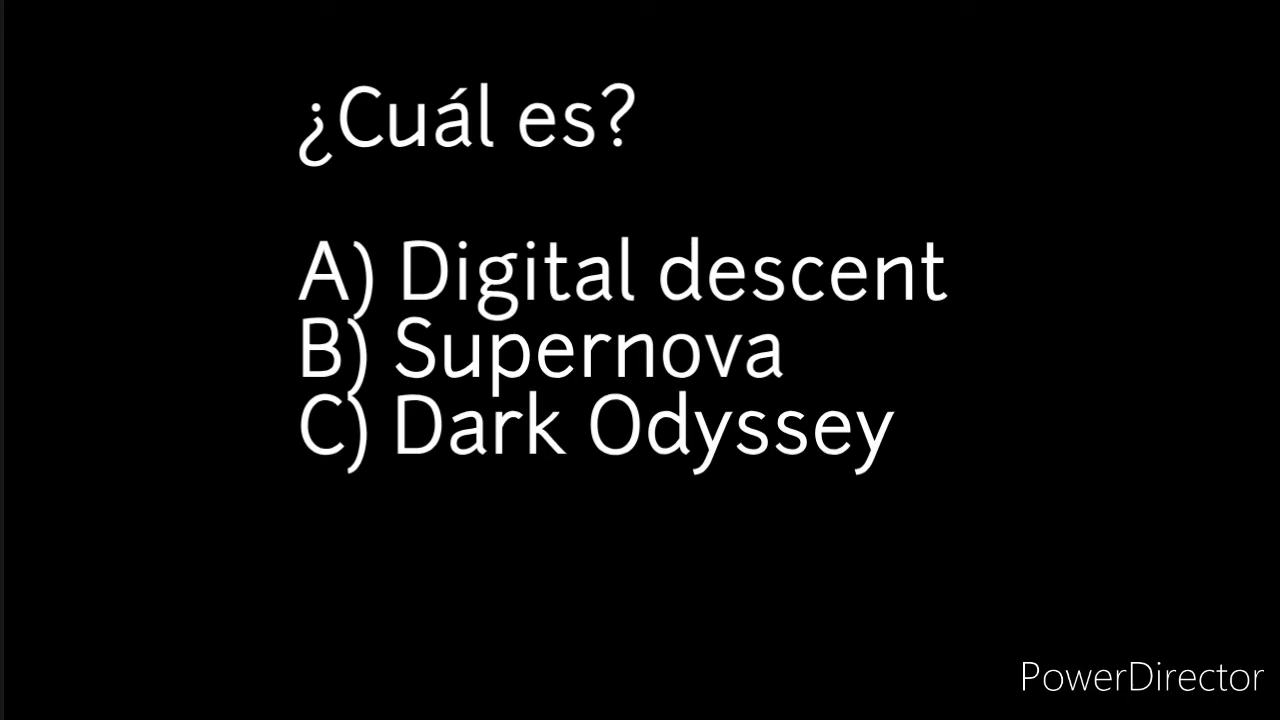 ¿Cuál es?
A) Digital descent
B) Supernova
C) Dark Odyssey
PowerDirector